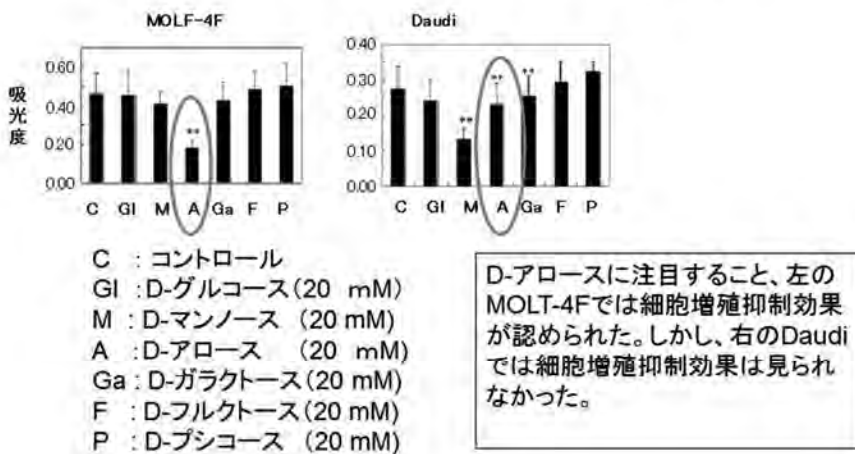 MOLF-4F
Daudi
吸光度
0.60
0.40
0.20
0.00
**
C GI M A Ga F P
0.40
0.30
0.20
0.10
0.00
** ** **
C GI M A Ga F P
C : コントロール
GI : D-グルコース(20 mM)
M : D-マンノース (20 mM)
A : D-アロース (20 mM)
Ga : D-ガラクトース(20 mM)
F : D-フルクトース(20 mM)
P : D-プシコース (20 mM)
D-アロースに注目すること、左の
MOLT-4Fでは細胞増殖抑制効果
が認められた。しかし、右のDaudi
では細胞増殖抑制効果は見られ
なかった。